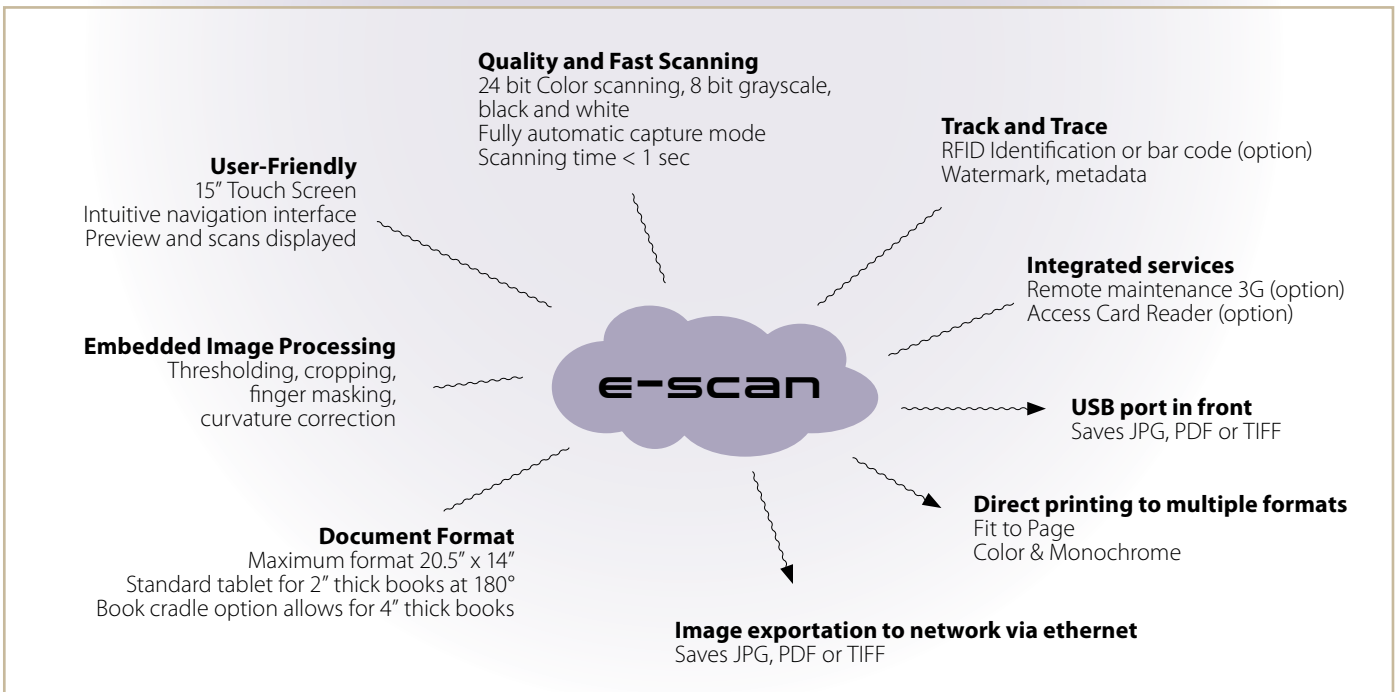 Quality and Fast Scanning
24 bit Color scanning, 8 bit grayscale,
black and white
Fully automatic capture mode
Scanning time < 1 sec
Track and Trace
RFID Identification or bar code (option)
Watermark, metadata
User-Friendly
15” Touch Screen
Intuitive navigation interface
Preview and scans displayed
Integrated services
Remote maintenance 3G (option)
Access Card Reader (option)
Embedded Image Processing
Thresholding, cropping,
finger masking,
curvature correction
e-scan
USB port in front
Saves JPG, PDF or TIFF
Document Format
Maximum format 20.5” x 14”
Standard tablet for 2” thick books at 180°
Book cradle option allows for 4” thick books
Direct printing to multiple formats
Fit to Page
Color & Monochrome
Image exportation to network via ethernet
Saves JPG, PDF or TIFF